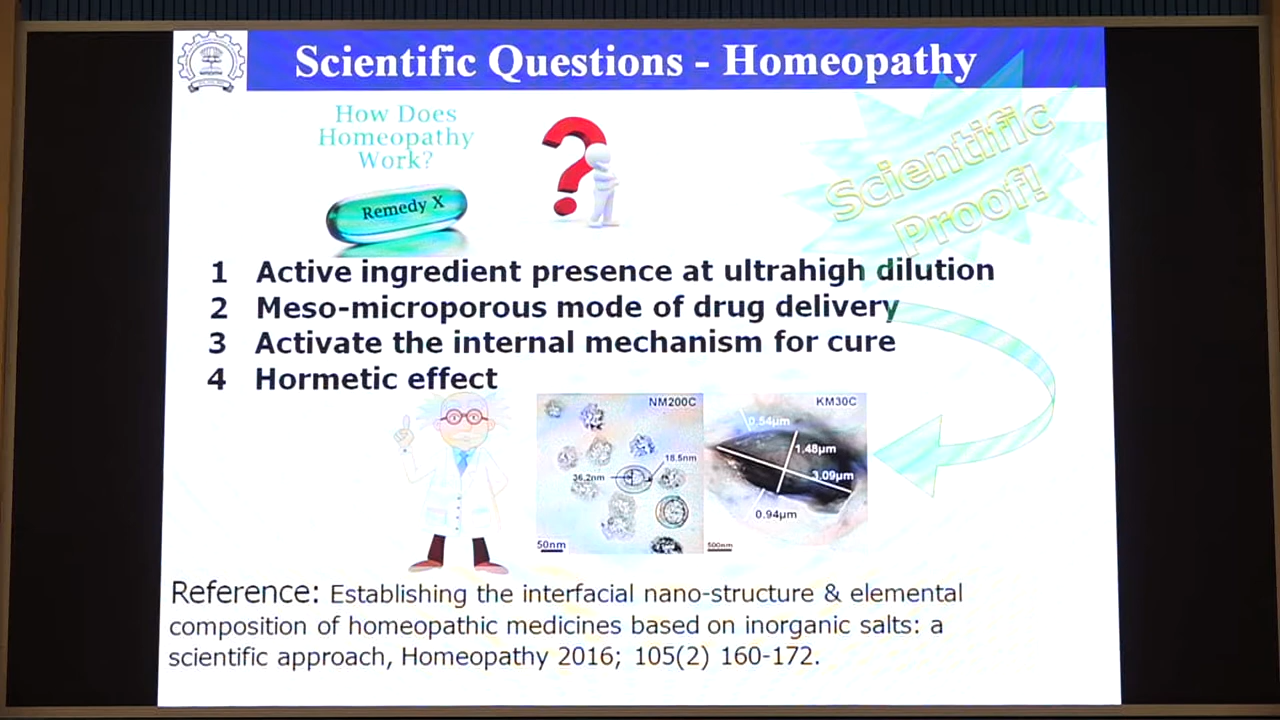 Scientific Questions - Homeopathy
How Does
Homeopathy
Work?
Remedy X
Scientific
Proof!
1 Active ingredient presence at ultrahigh dilution
2 Meso-microporous mode of drug delivery
3 Activate the internal mechanism for cure
4 Hormetic effect
NM200C
18.5nm
36.2nm
50nm
KM30C
0.54µm
1.48µm
3.09µm
0.94µm
500nm
Reference: Establishing the interfacial nano-structure & elemental
composition of homeopathic medicines based on inorganic salts: a
scientific approach, Homeopathy 2016; 105(2) 160-172.